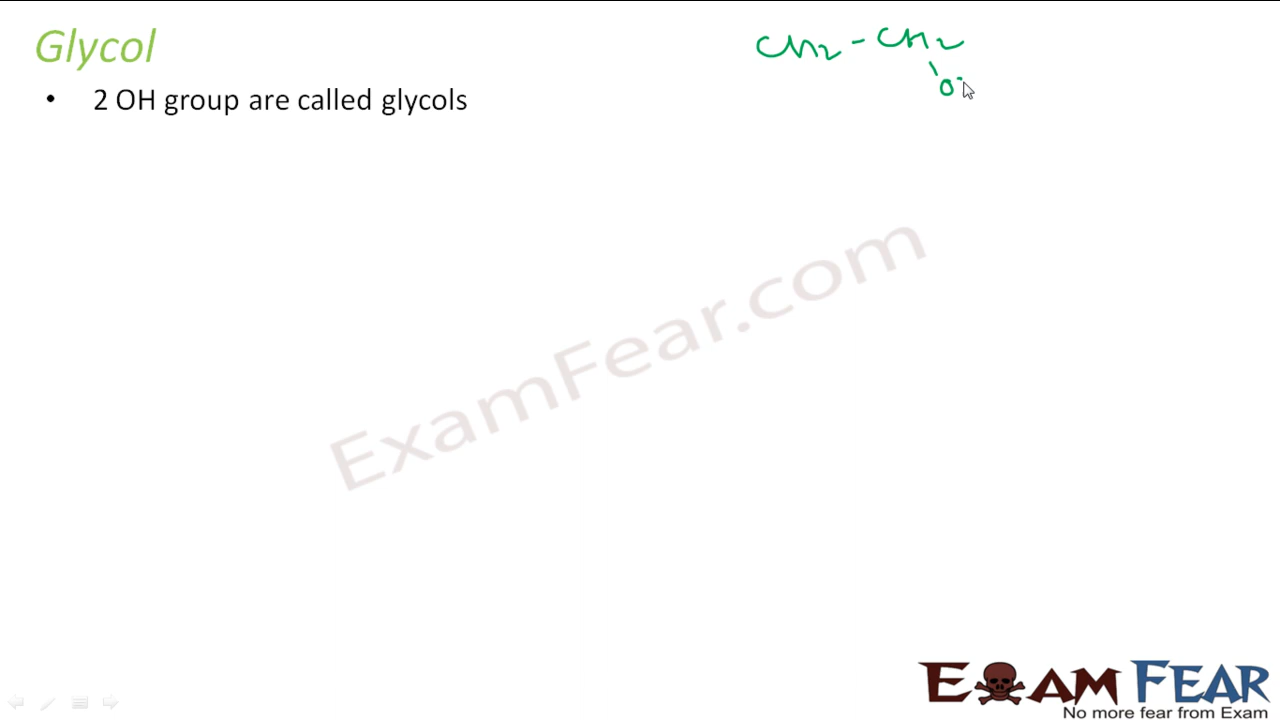 Glycol
CH2 - CH2
O
• 2 OH group are called glycols
ExamFear.com
EXAM FEAR
No more fear from Exam